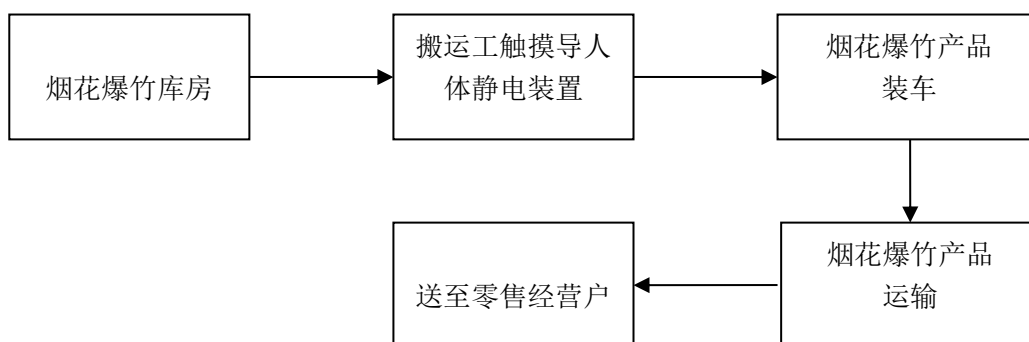 烟花爆竹库房
搬运工触摸导人
体静电装置
烟花爆竹产品
装车
烟花爆竹产品
运输
送至零售经营户